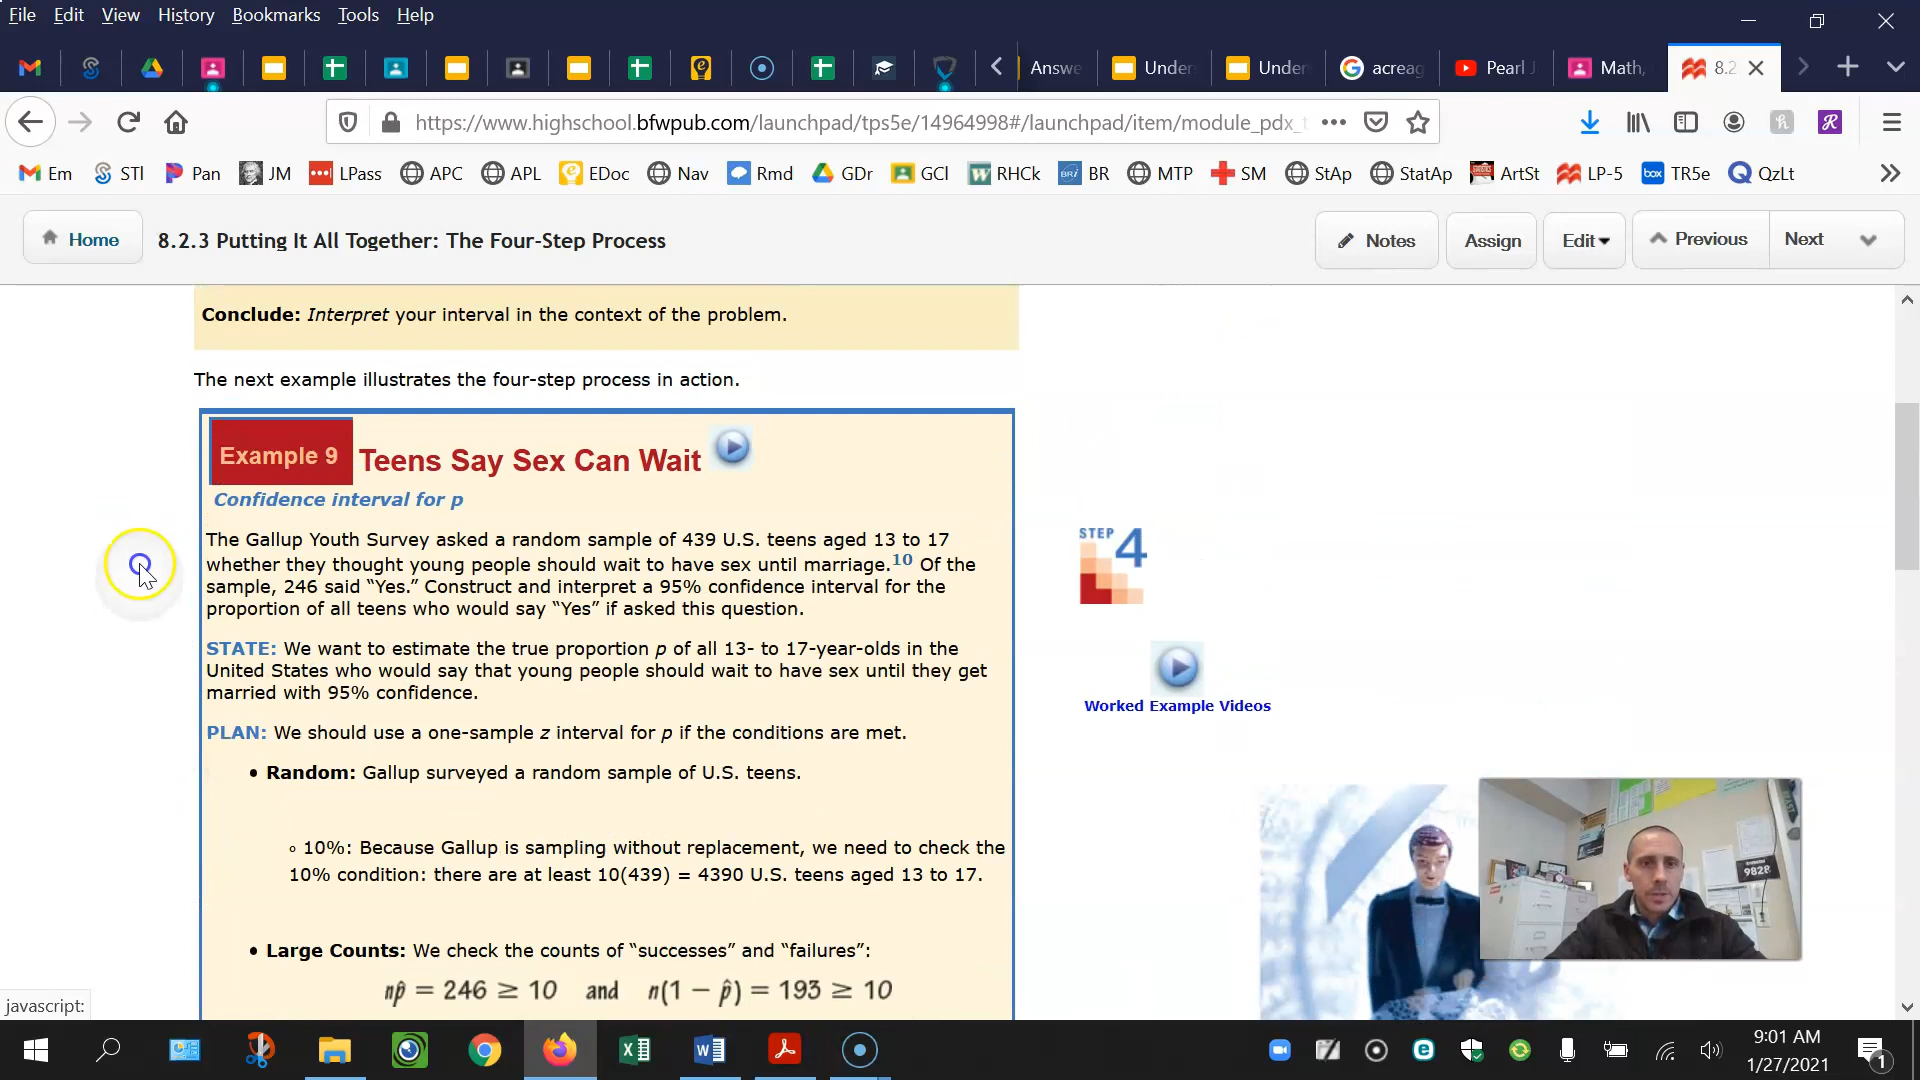 File Edit View History Bookmarks Tools Help
Answe Under Unde acreag Pearl J Math, 8.2
https://www.highschool.bfwpub.com/launchpad/tps5e/14964998#/launchpad/item/module_pdx_t
Em STl Pan JM LPass APC APL EDoc Nav Rmd GDr GCl RHCk BR MTP SM StAp StatAp ArtSt LP-5 TR5e QzLt
Home 8.2.3 Putting It All Together: The Four-Step Process Notes Assign Edit Previous Next
Conclude: Interpret your interval in the context of the problem.
The next example illustrates the four-step process in action.
Example 9 Teens Say Sex Can Wait
Confidence interval for p
The Gallup Youth Survey asked a random sample of 439 U.S. teens aged 13 to 17
whether they thought young people should wait to have sex until marriage.10 Of the
sample, 246 said “Yes.” Construct and interpret a 95% confidence interval for the
proportion of all teens who would say “Yes” if asked this question.
STEP 4
STATE: We want to estimate the true proportion p of all 13- to 17-year-olds in the
United States who would say that young people should wait to have sex until they get
married with 95% confidence.
Worked Example Videos
PLAN: We should use a one-sample z interval for p if the conditions are met.
• Random: Gallup surveyed a random sample of U.S. teens.
◦ 10%: Because Gallup is sampling without replacement, we need to check the
10% condition: there are at least 10(439) = 4390 U.S. teens aged 13 to 17.
9828
• Large Counts: We check the counts of “successes” and “failures”:
np̂ = 246 ≥ 10 and n(1 − p̂) = 193 ≥ 10
javascript:
9:01 AM
1/27/2021
1